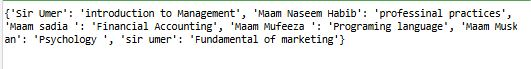 {'Sir Umer': 'introduction to Management', 'Maam Naseem Habib': 'professinal practices',
'Maam sadia ': 'Financial Accounting', 'Maam Mufeeza ': 'Programing language', 'Maam Musk
an': 'Psychology ', 'sir umer': 'Fundamental of marketing'}